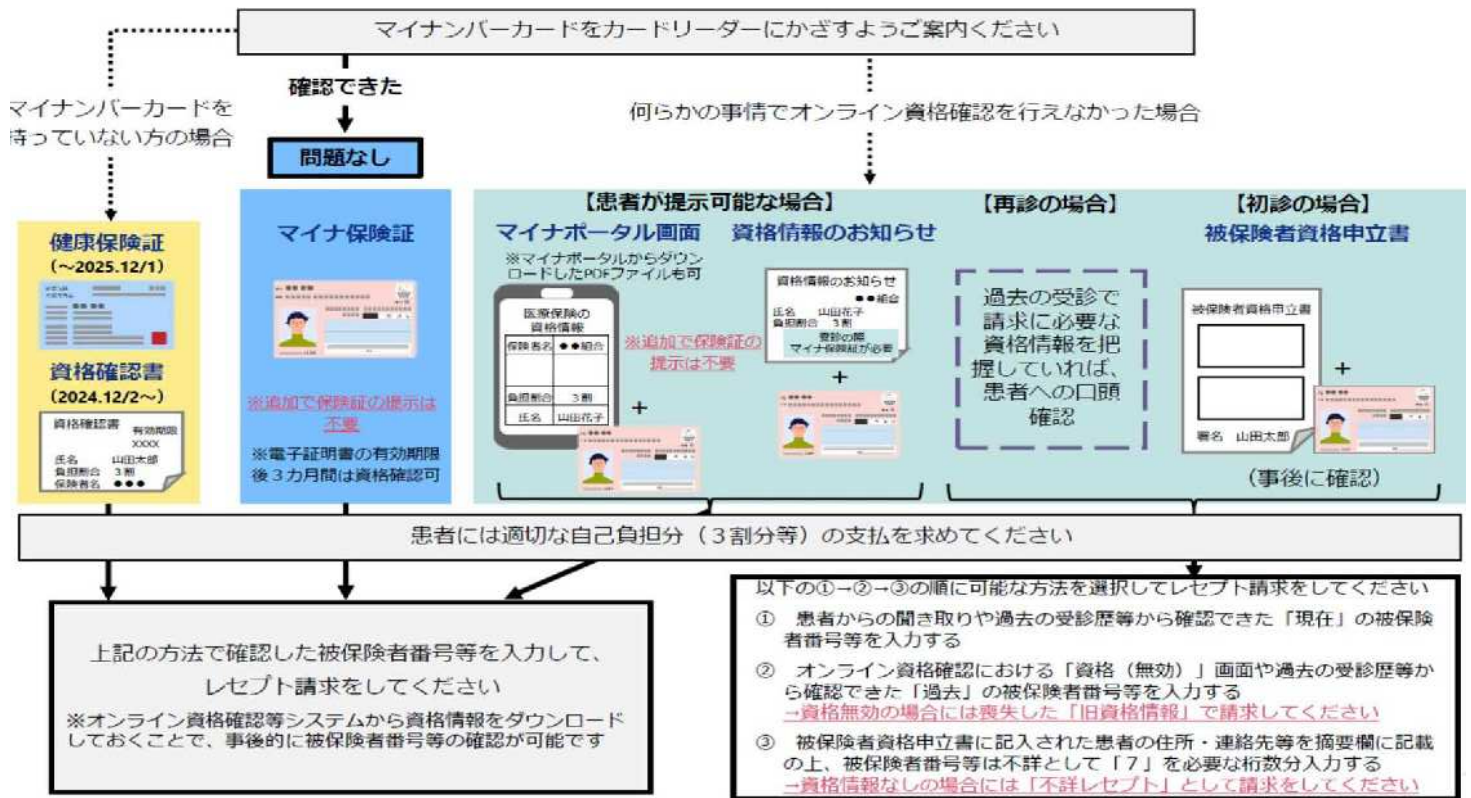 マイナンバーカードをカードリーダーにかざすようご案内ください
マイナンバーカードを
持っていない方の場合
確認できた
問題なし
何らかの事情でオンライン資格確認を行えなかった場合
健康保険証
(～2025.12/1)
資格確認書
(2024.12/2～)
資格確認書
有効期限
XXXX
氏名 山田太郎
負担割合 3割
保険者名 ●●●
マイナ保険証
※追加で保険証の提示は
不要
※電子証明書の有効期限
後３カ月間は資格確認可
【患者が提示可能な場合】
マイナポータル画面
※マイナポータルからダウン
ロードしたPDFファイルも可
医療保険の
資格情報
保険者名 ●●組合
負担割合 3割
氏名 山田花子
+
※追加で保険証の
提示は不要
資格情報のお知らせ
資格情報のお知らせ
●●組合
氏名 山田花子
負担割合 3割
受診の際
マイナ保険証が必要
+
【再診の場合】
過去の受診で
請求に必要な
資格情報を把
握していれば、
患者への口頭
確認
【初診の場合】
被保険者資格申立書
被保険者資格申立書
署名 山田太郎
+
(事後に確認)
患者には適切な自己負担分（３割分等）の支払を求めてください
上記の方法で確認した被保険者番号等を入力して、
レセプト請求をしてください
※オンライン資格確認等システムから資格情報をダウンロード
しておくことで、事後的に被保険者番号等の確認が可能です
以下の①→②→③の順に可能な方法を選択してレセプト請求をしてください
① 患者からの聞き取りや過去の受診歴等から確認できた「現在」の被保険
者番号等を入力する
② オンライン資格確認における「資格（無効）」画面や過去の受診歴等か
ら確認できた「過去」の被保険者番号等を入力する
→資格無効の場合には喪失した「旧資格情報」で請求してください
③ 被保険者資格申立書に記入された患者の住所・連絡先等を摘要欄に記載
の上、被保険者番号等は不詳として「７」を必要な桁数分入力する
→資格情報なしの場合には「不詳レセプト」として請求をしてください